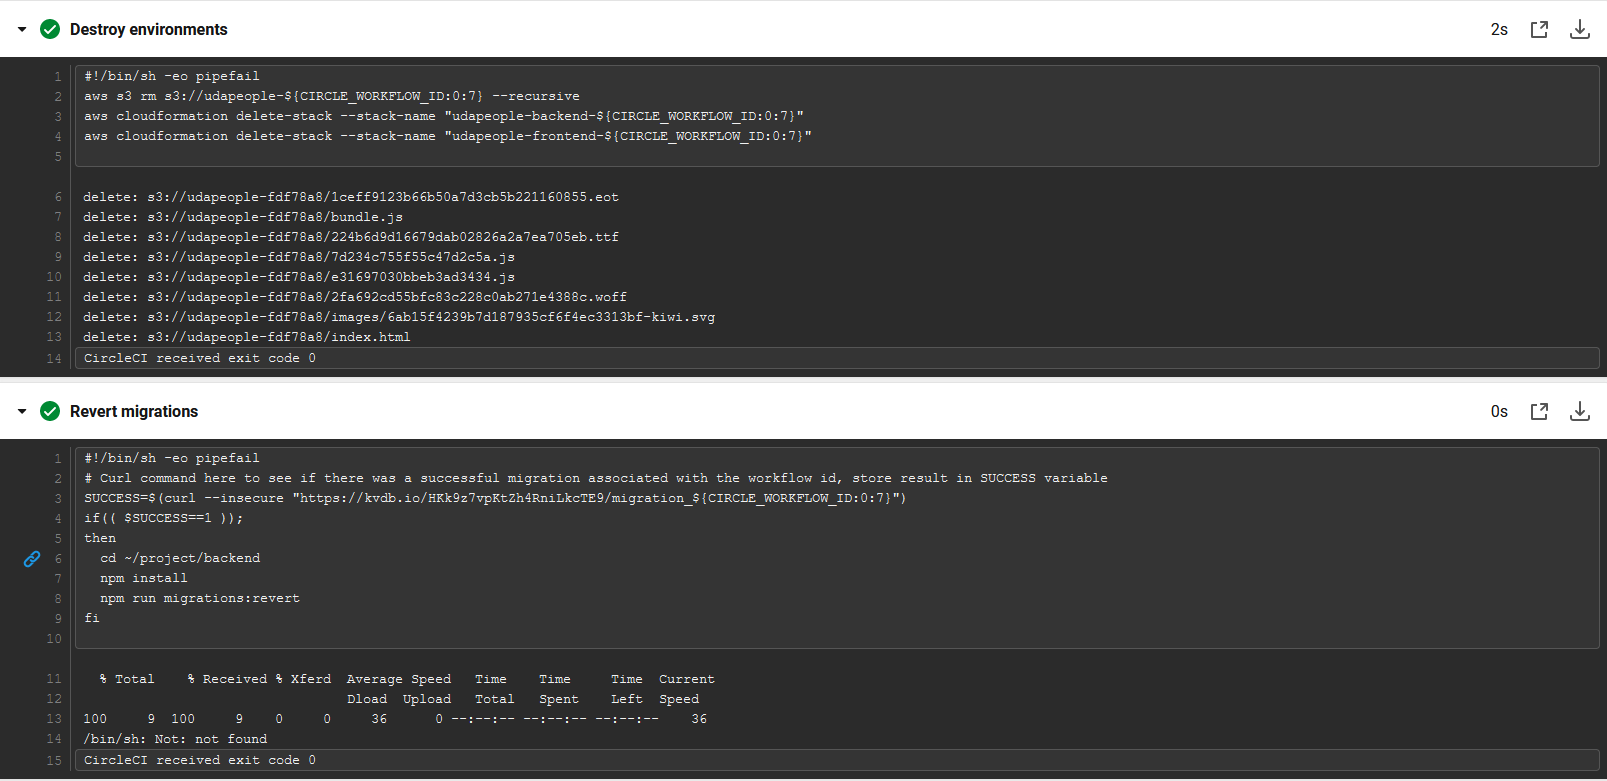 Destroy environments 2s
1 #!/bin/sh -eo pipefail
2 aws s3 rm s3://udapeople-${CIRCLE_WORKFLOW_ID:0:7} --recursive
3 aws cloudformation delete-stack --stack-name "udapeople-backend-${CIRCLE_WORKFLOW_ID:0:7}"
4 aws cloudformation delete-stack --stack-name "udapeople-frontend-${CIRCLE_WORKFLOW_ID:0:7}"
5
6 delete: s3://udapeople-fdf78a8/1ceff9123b66b50a7d3cb5b221160855.eot
7 delete: s3://udapeople-fdf78a8/bundle.js
8 delete: s3://udapeople-fdf78a8/224b6d9d16679dab02826a2a7ea705eb.ttf
9 delete: s3://udapeople-fdf78a8/7d234c755f55c47d2c5a.js
10 delete: s3://udapeople-fdf78a8/e31697030bbeb3ad3434.js
11 delete: s3://udapeople-fdf78a8/2fa692cd55bfc83c228c0ab271e4388c.woff
12 delete: s3://udapeople-fdf78a8/images/6ab15f4239b7d187935cf6f4ec3313bf-kiwi.svg
13 delete: s3://udapeople-fdf78a8/index.html
14 CircleCI received exit code 0
Revert migrations 0s
1 #!/bin/sh -eo pipefail
2 # Curl command here to see if there was a successful migration associated with the workflow id, store result in SUCCESS variable
3 SUCCESS=$(curl --insecure "https://kvdb.io/HKk9z7vpKtZh4RniLkcTE9/migration_${CIRCLE_WORKFLOW_ID:0:7}")
4 if(( $SUCCESS==1 ));
5 then
6 cd ~/project/backend
7 npm install
8 npm run migrations:revert
9 fi
10
11 % Total % Received % Xferd Average Speed Time Time Time Current
12 Dload Upload Total Spent Left Speed
13 100 9 100 9 0 0 36 0 --:--:-- --:--:-- --:--:-- 36
14 /bin/sh: Not: not found
15 CircleCI received exit code 0